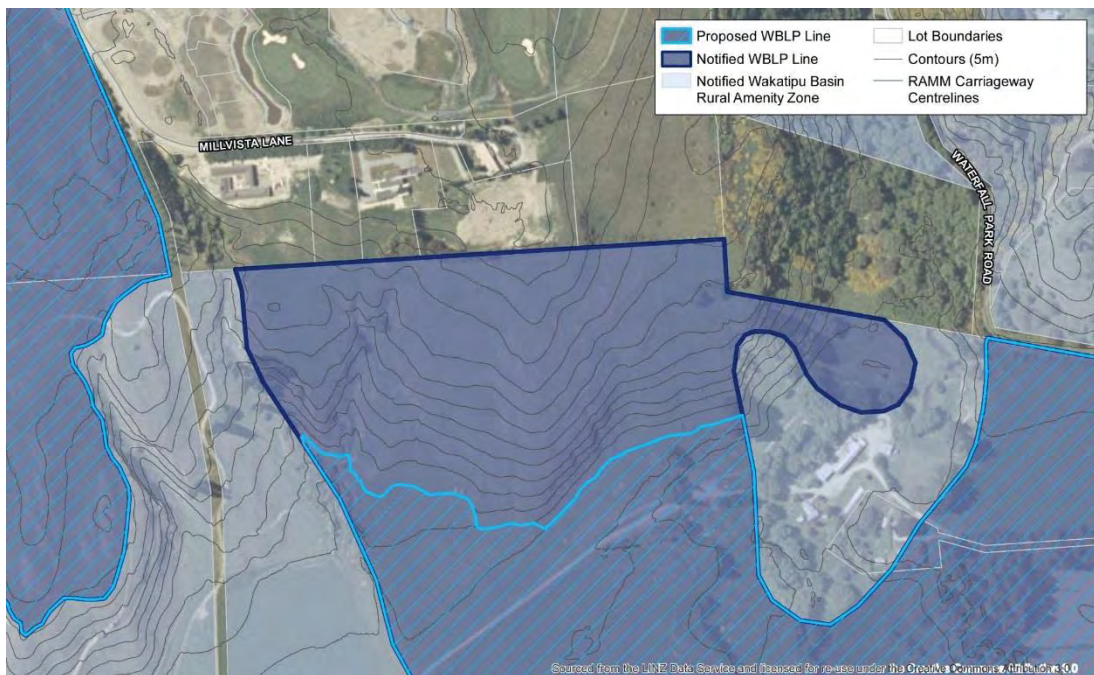 Proposed WBLP Line
Notified WBLP Line
Notified Wakatipu Basin
Rural Amenity Zone
Lot Boundaries
Contours (5m)
RAMM Carriageway
Centrelines
MILLVISTA LANE
WATERFALL PARK ROAD
Sourced from the LINZ Data Service and licensed for re-use under the Creative Commons Attribution